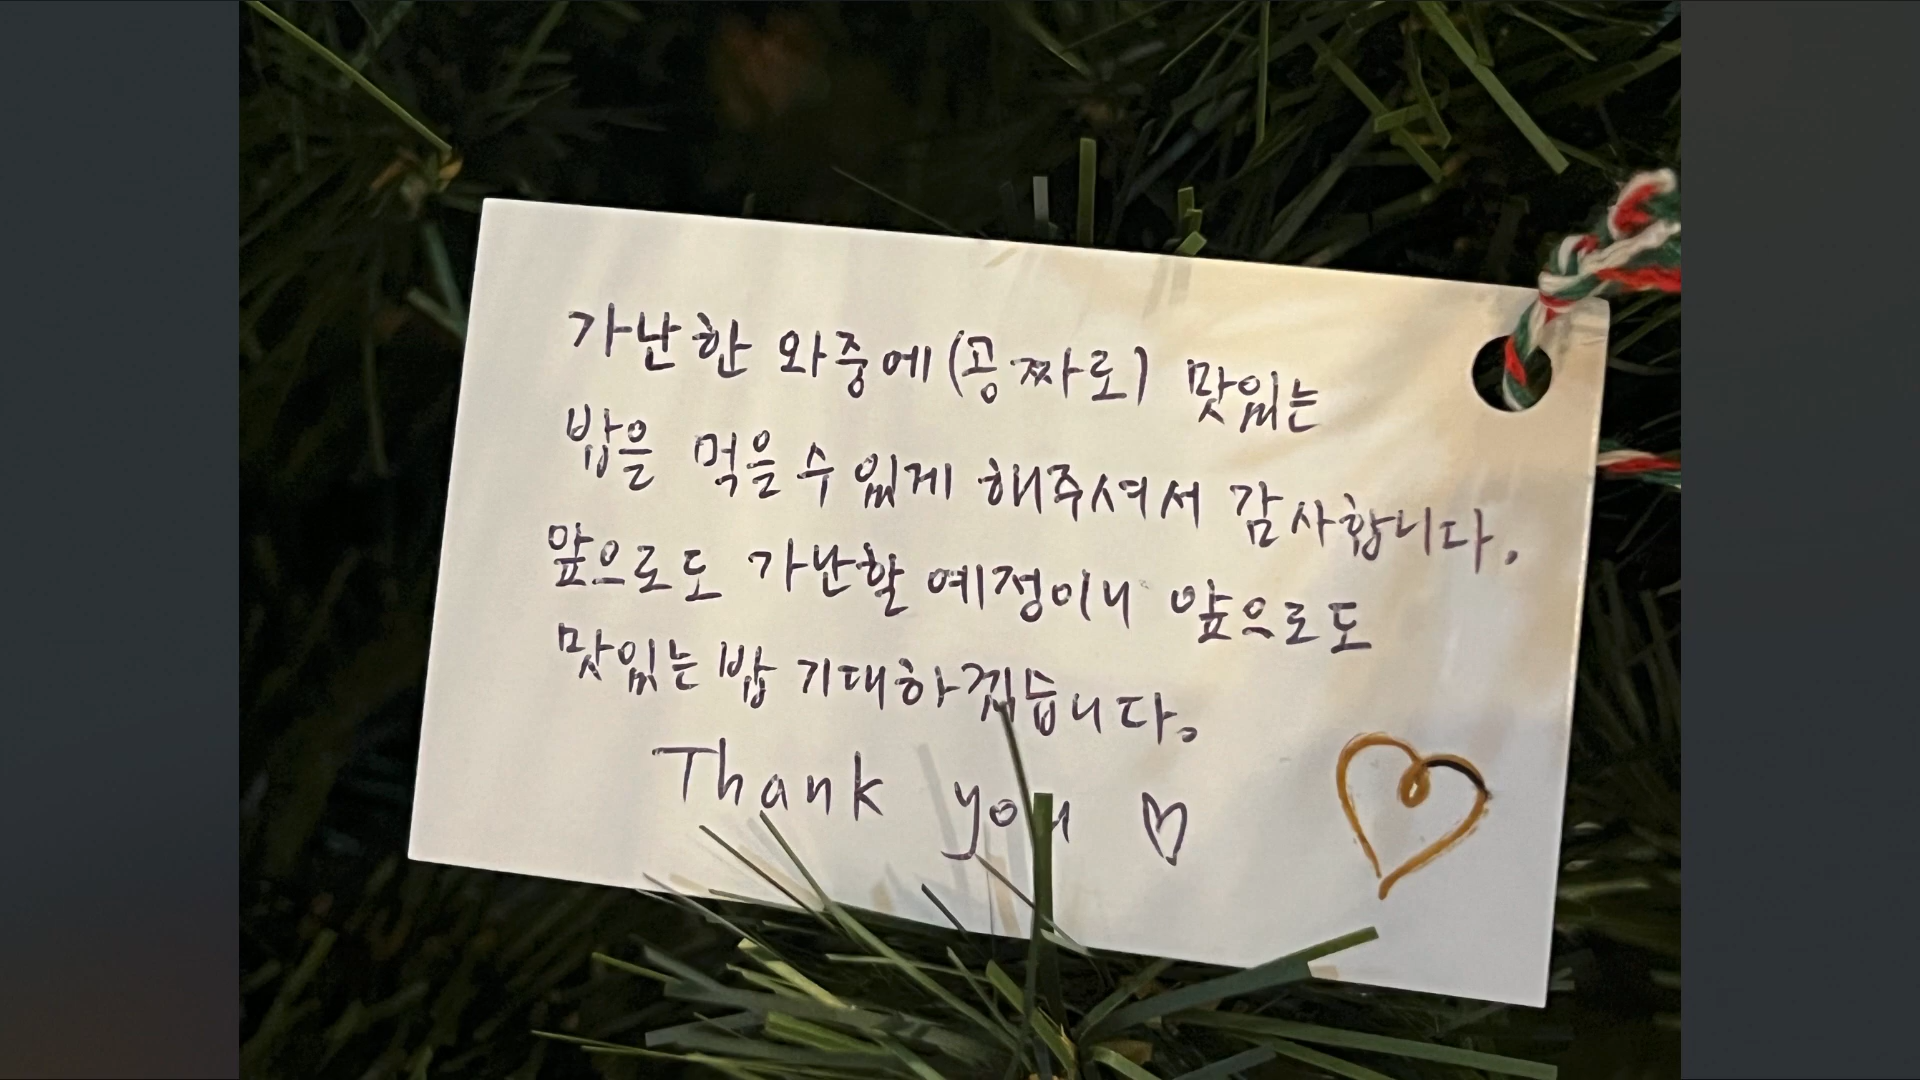 가난한 와중에(공짜로) 맛있는
밥을 먹을 수 있게 해주셔서 감사합니다.
앞으로도 가난할 예정이니 앞으로도
맛있는 밥 기대하겠습니다.
Thank you ♡